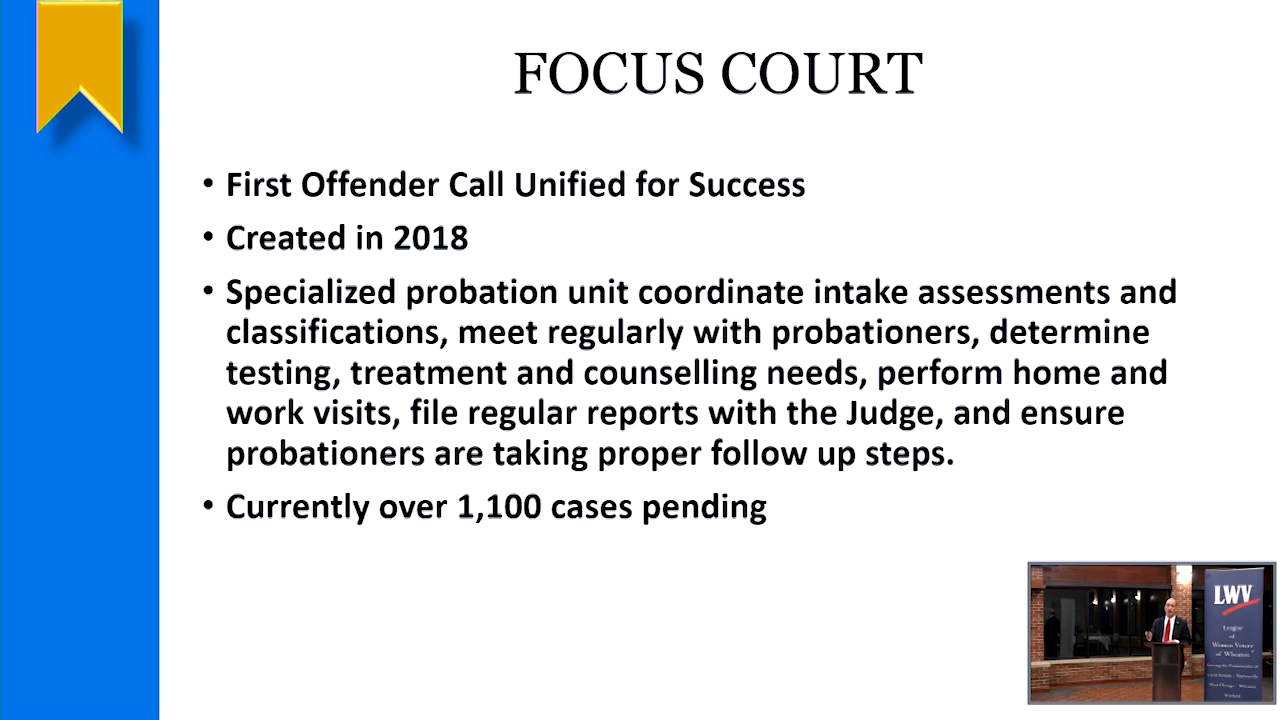 FOCUS COURT
• First Offender Call Unified for Success
• Created in 2018
• Specialized probation unit coordinate intake assessments and
classifications, meet regularly with probationers, determine
testing, treatment and counselling needs, perform home and
work visits, file regular reports with the Judge, and ensure
probationers are taking proper follow up steps.
• Currently over 1,100 cases pending
LWV
League
of
Women Voters
of Wheaton